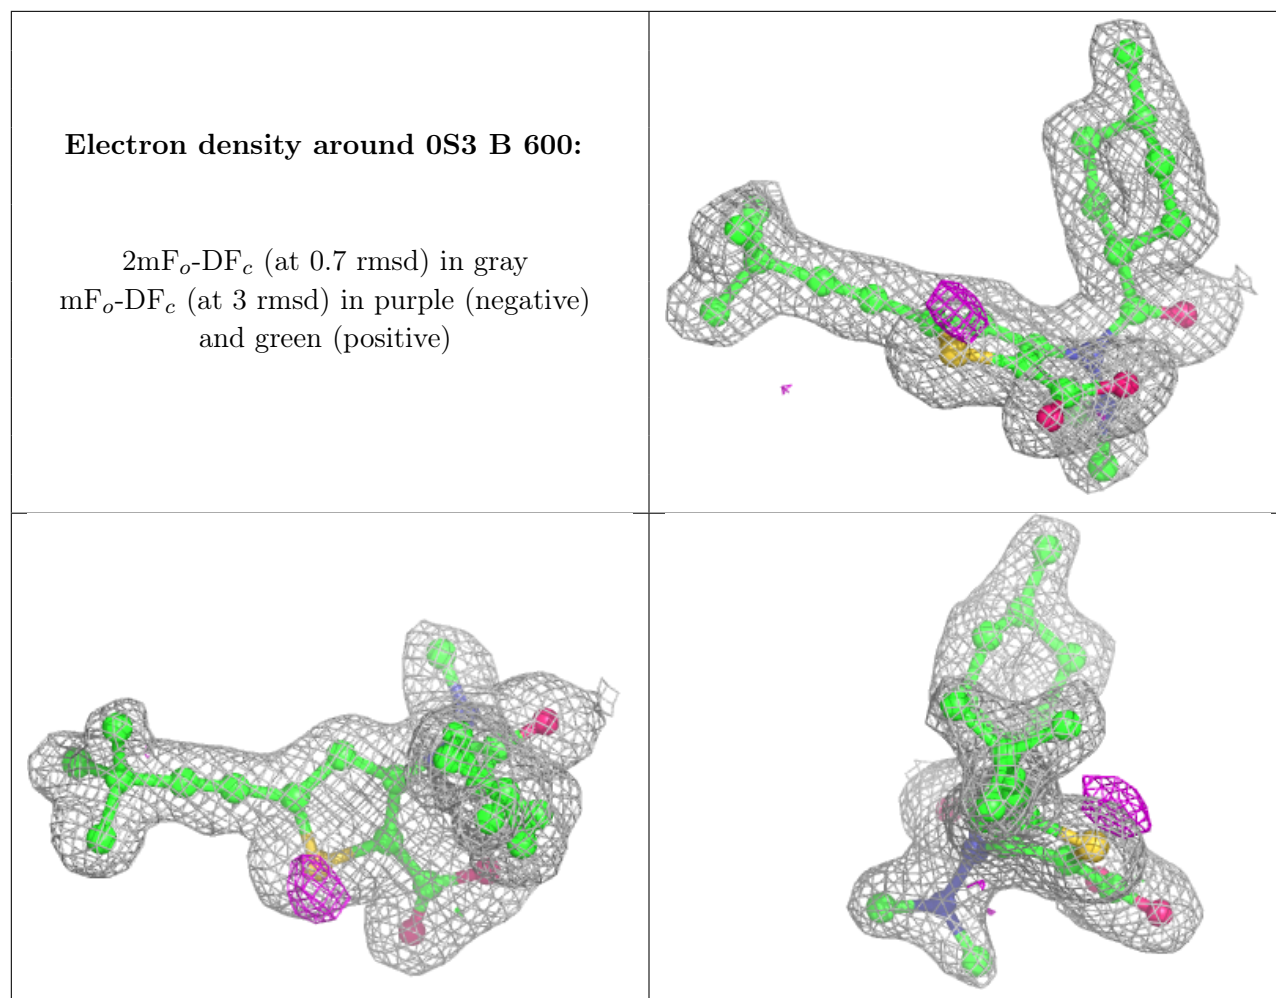 Electron density around 0S3 B 600:
2mFo-DFc (at 0.7 rmsd) in gray
mFo-DFc (at 3 rmsd) in purple (negative)
and green (positive)